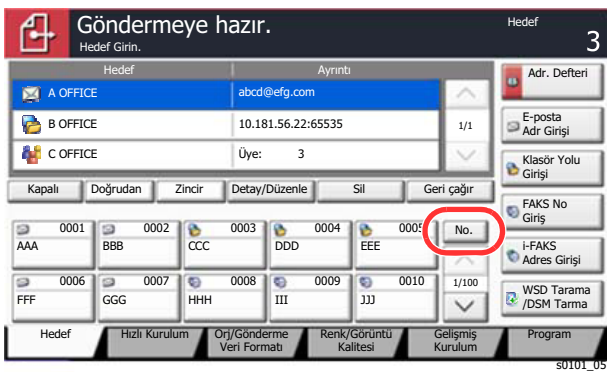 Göndermeye hazır.
Hedef Girin.
Hedef
3
Hedef Ayrıntı
A OFFICE abcd@efg.com
B OFFICE 10.181.56.22:65535
1/1
C OFFICE Üye: 3
Adr. Defteri
E-posta
Adr Girişi
Klasör Yolu
Girişi
FAKS No
Giriş
i-FAKS
Adres Girişi
WSD Tarama
/DSM Tarma
Kapalı Doğrudan Zincir Detay/Düzenle Sil Geri çağır
0001 0002 0003 0004 0005 No.
AAA BBB CCC DDD EEE
0006 0007 0008 0009 0010 1/100
FFF GGG HHH III JJJ
Hedef Hızlı Kurulum Orj/Gönderme
Veri Formatı Renk/Görüntü
Kalitesi Gelişmiş
Kurulum Program
s0101_05